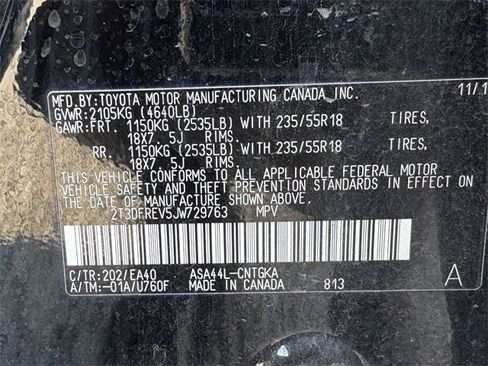 MFD.BY:TOYOTA MOTOR MANUFACTURING CANADA, INC. 11/1
GVWR:2105KG (4640LB)
GAWR:FRT. 1150KG (2535LB) WITH 235/55R18 TIRES,
18X7. 5J RIMS.
RR. 1150KG (2535LB) WITH 235/55R18 TIRES,
18X7. 5J RIMS.
THIS VEHICLE CONFORMS TO ALL APPLICABLE FEDERAL MOTOR
VEHICLE SAFETY AND THEFT PREVENTION STANDARDS IN EFFECT ON
THE DATE OF MANUFACTURE SHOWN ABOVE.
2T3DFREV5JW729763 MPV
C/TR:202/EA40 ASA44L-CNTGKA
A/TM:-01A/U760F MADE IN CANADA 813 A